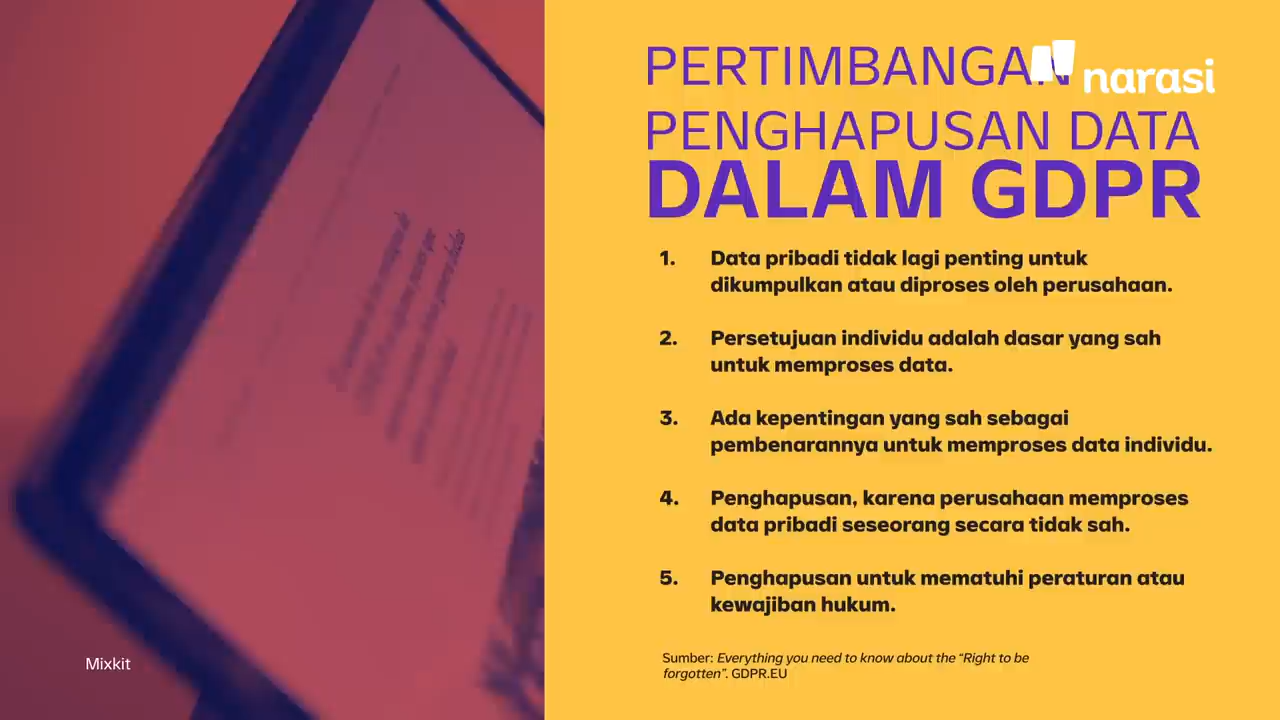 PERTIMBANGAN
narasi
PENGHAPUSAN DATA
DALAM GDPR
1. Data pribadi tidak lagi penting untuk
dikumpulkan atau diproses oleh perusahaan.
2. Persetujuan individu adalah dasar yang sah
untuk memproses data.
3. Ada kepentingan yang sah sebagai
pembenarannya untuk memproses data individu.
4. Penghapusan, karena perusahaan memproses
data pribadi seseorang secara tidak sah.
5. Penghapusan untuk mematuhi peraturan atau
kewajiban hukum.
Sumber: Everything you need to know about the “Right to be
forgotten”. GDPR.EU
Mixkit